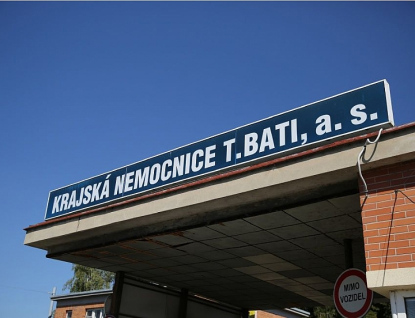 KRAJSKÁ NEMOCNICE T. BATI, a. s.
MIMO
VOZIDEL